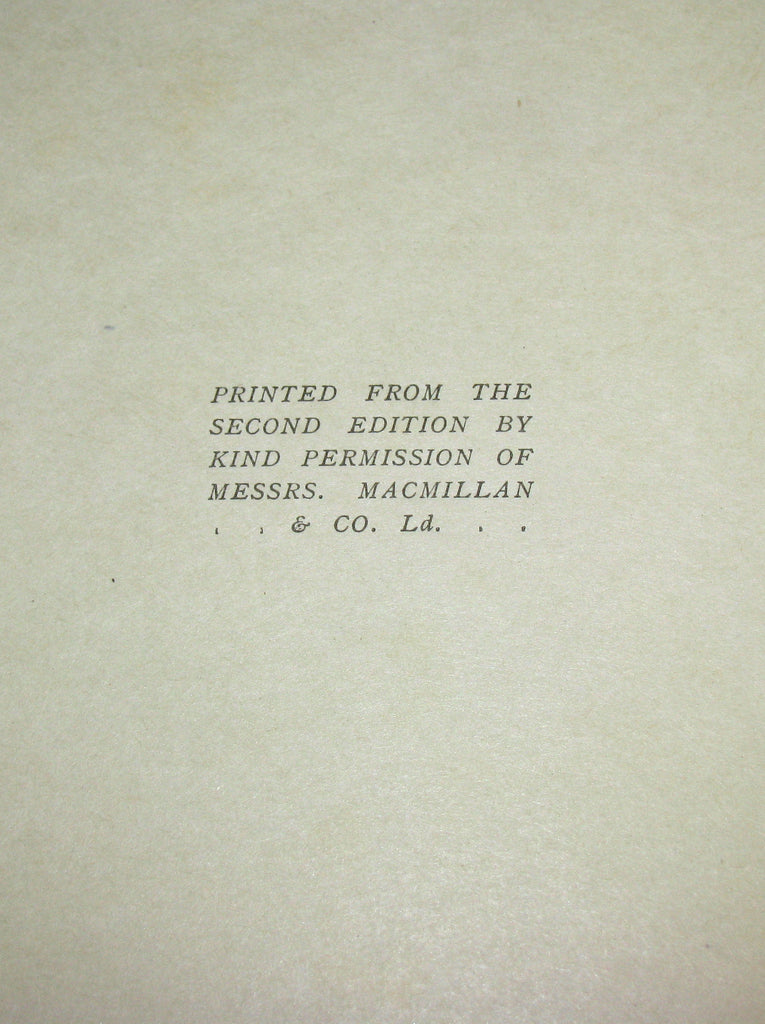 PRINTED FROM THE
SECOND EDITION BY
KIND PERMISSION OF
MESSRS. MACMILLAN
. . & CO. Ld. . .